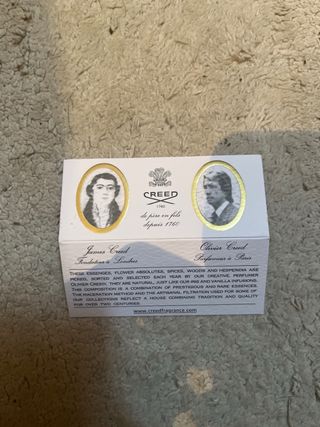 CREED
1760
de père en fils
depuis 1760
James Creed
Fondateur à Londres
Olivier Creed
Parfumeur à Paris
THESE ESSENCES, FLOWER ABSOLUTES, SPICES, WOODS AND HESPERIDIA ARE
PICKED, SORTED AND SELECTED EACH YEAR BY OUR CREATIVE PERFUMER
OLIVIER CREED. THEY ARE NATURAL, JUST LIKE OUR IRIS AND VANILLA INFUSIONS.
THIS COMPOSITION IS A COMBINATION OF PRESTIGIOUS AND RARE ESSENCES.
THE MACERATION METHOD AND THE ARTISANAL FILTRATION USED FOR SOME OF
OUR COLLECTIONS REFLECT A HOUSE COMBINING TRADITION AND QUALITY
FOR OVER TWO CENTURIES.
www.creedfragrance.com